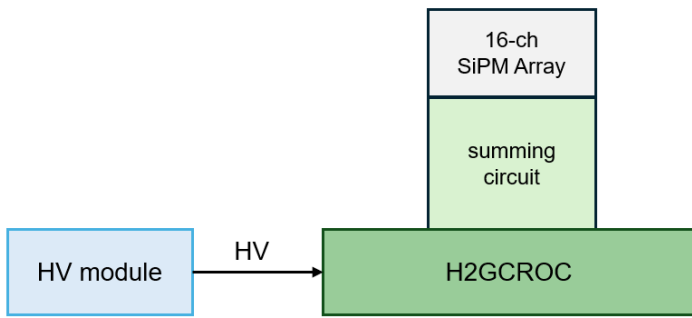 16-ch
SiPM Array
summing
circuit
HV module
HV
H2GCROC